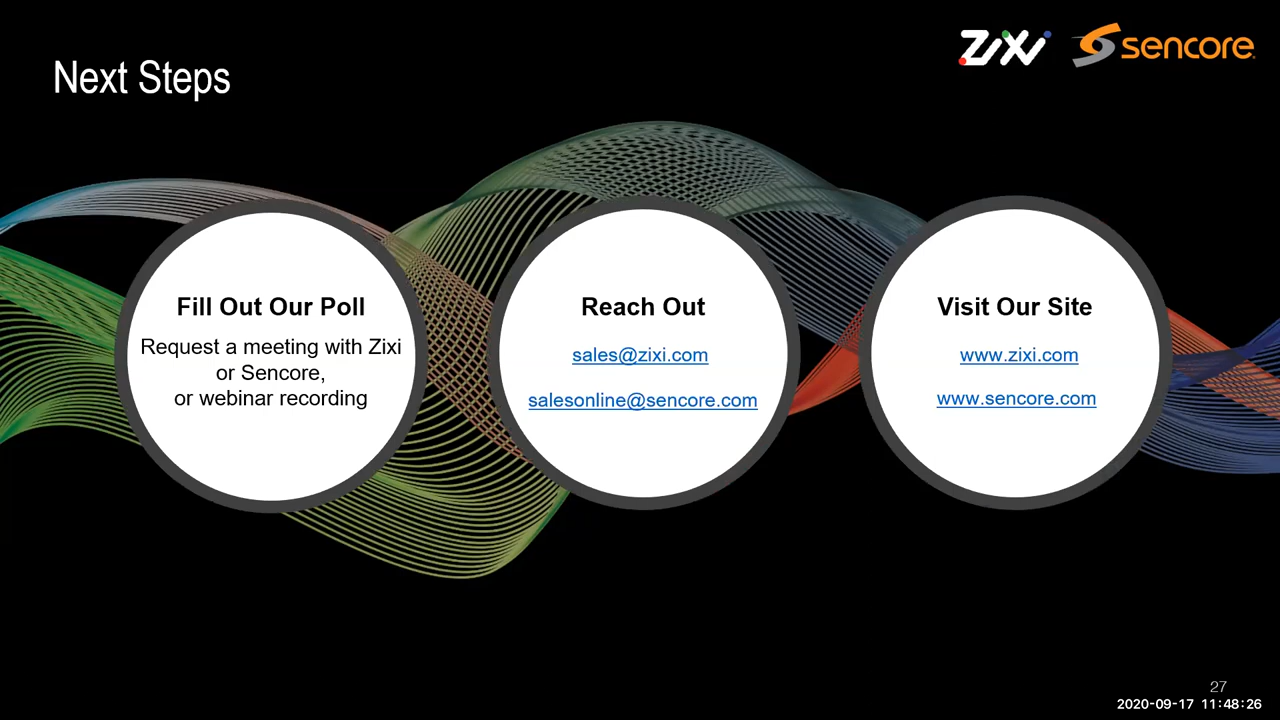 Zixi
sencore
Next Steps
Fill Out Our Poll
Request a meeting with Zixi
or Sencore,
or webinar recording
Reach Out
sales@zixi.com
salesonline@sencore.com
Visit Our Site
www.zixi.com
www.sencore.com
27
2020-09-17 11:48:26